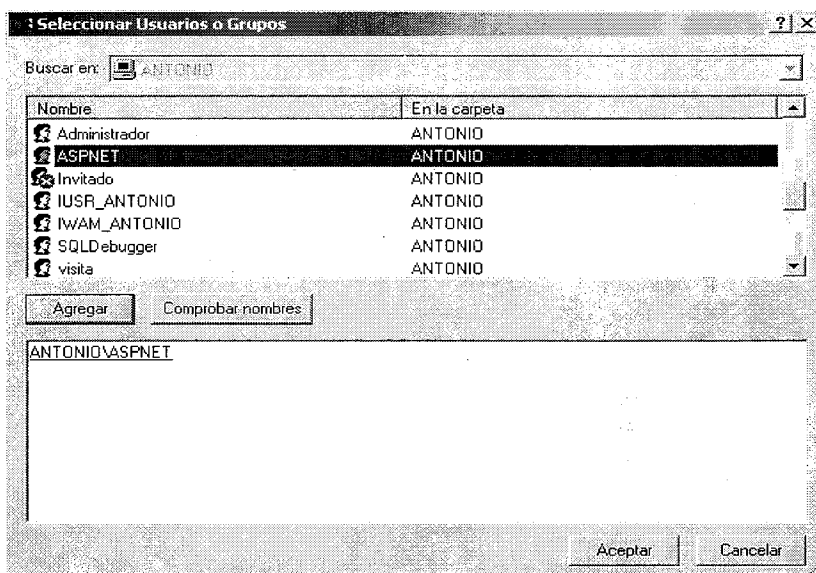 Seleccionar Usuarios o Grupos
Buscar en: ANTONIO
Nombre En la carpeta
Administrador ANTONIO
ASPNET ANTONIO
Invitado ANTONIO
IUSR_ANTONIO ANTONIO
IWAM_ANTONIO ANTONIO
SQLDebugger ANTONIO
visita ANTONIO
Agregar Comprobar nombres
ANTONIO\ASPNET
Aceptar Cancelar